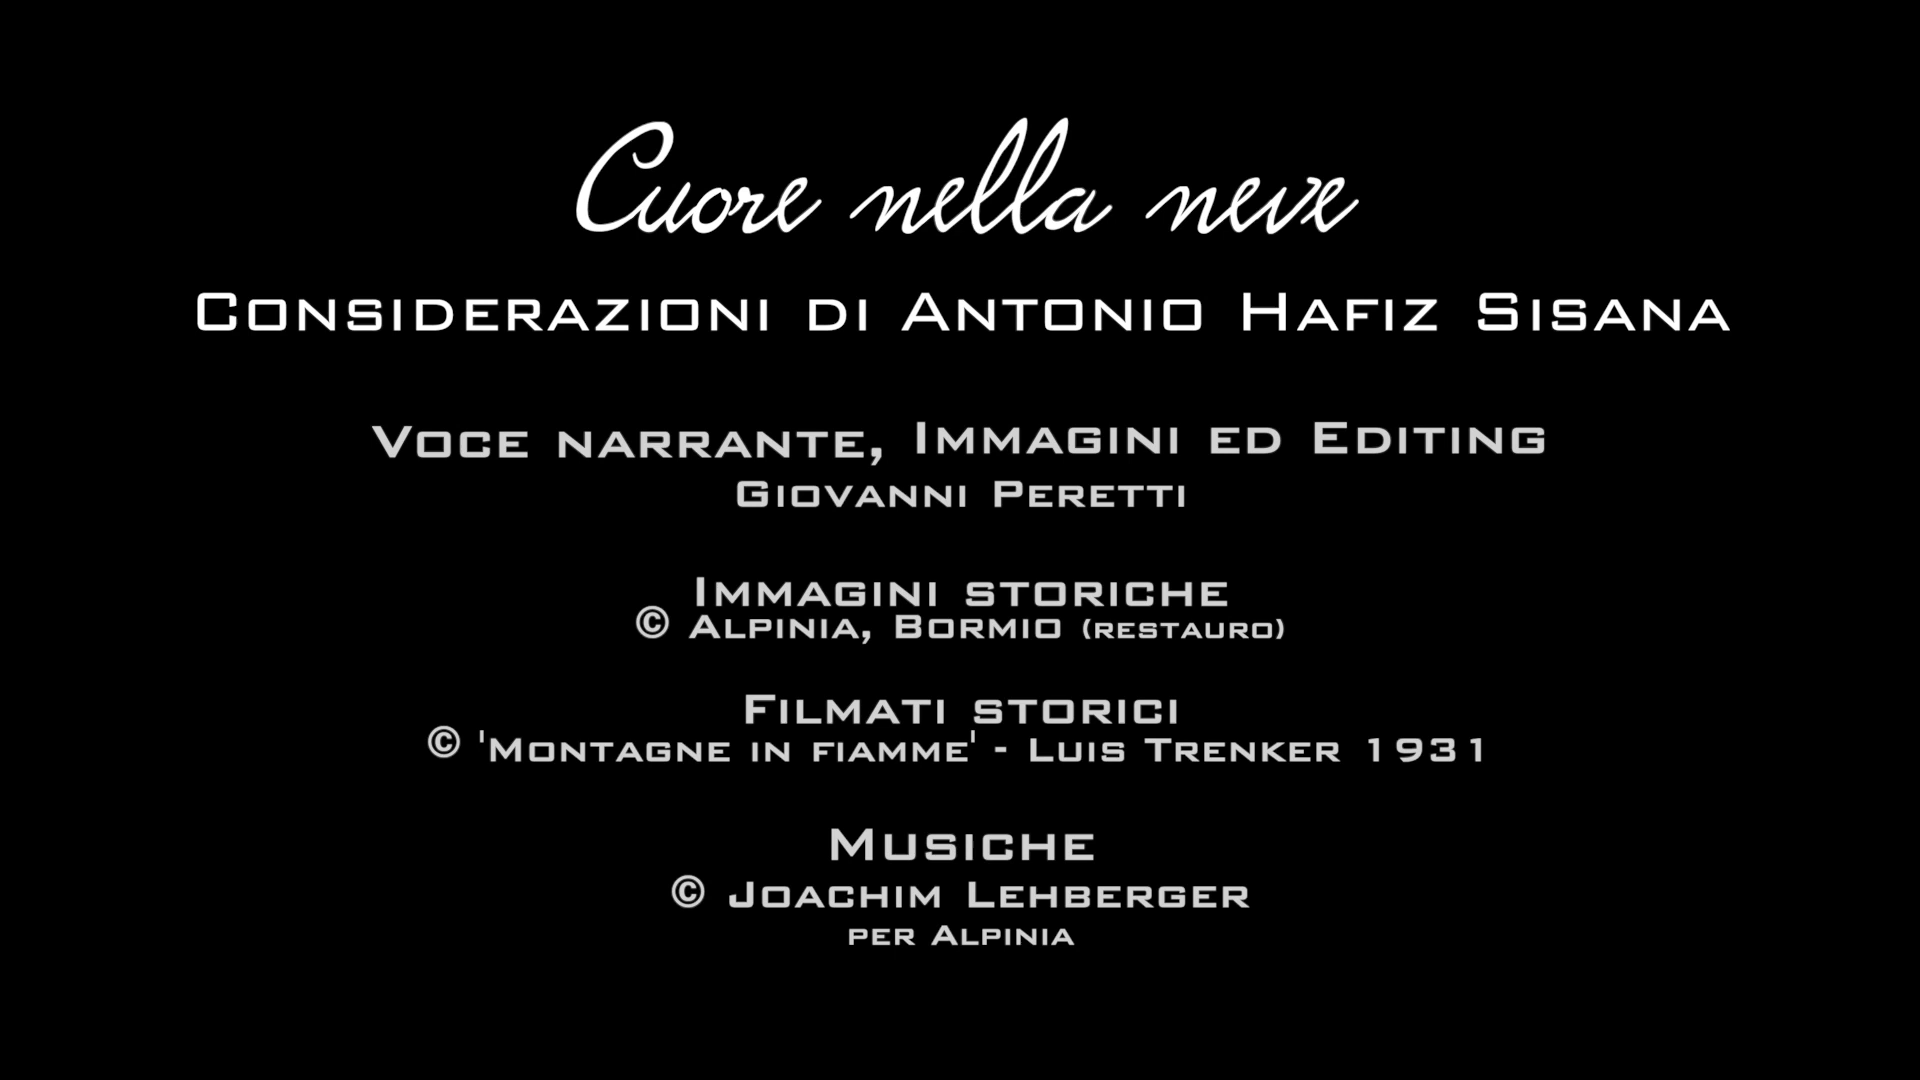 Cuore nella neve
Considerazioni di Antonio Hafiz Sisana
Voce narrante, Immagini ed Editing
Giovanni Peretti
Immagini storiche
© Alpinia, Bormio (restauro)
Filmati storici
© 'Montagne in fiamme' - Luis Trenker 1931
Musiche
© Joachim Lehberger
per Alpinia